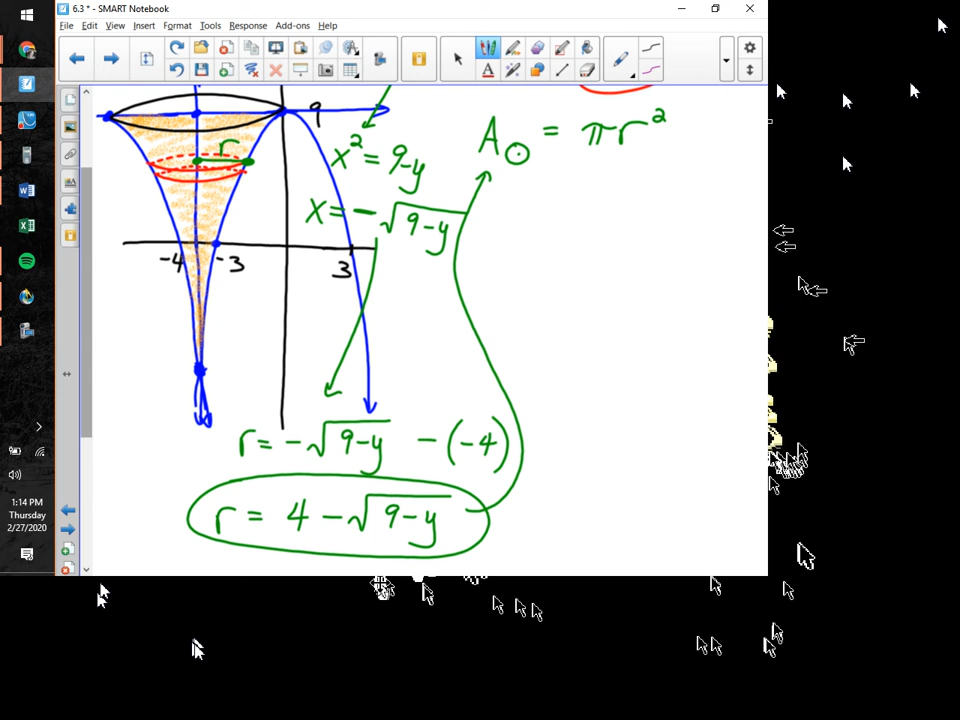 6.3 * - SMART Notebook
File Edit View Insert Format Tools Response Add-ons Help
9
r
x² = 9-y
A⊙ = πr²
x = -√(9-y)
-4 -3 3
r = -√(9-y) - (-4)
r = 4 - √(9-y)
1:14 PM
Thursday
2/27/2020